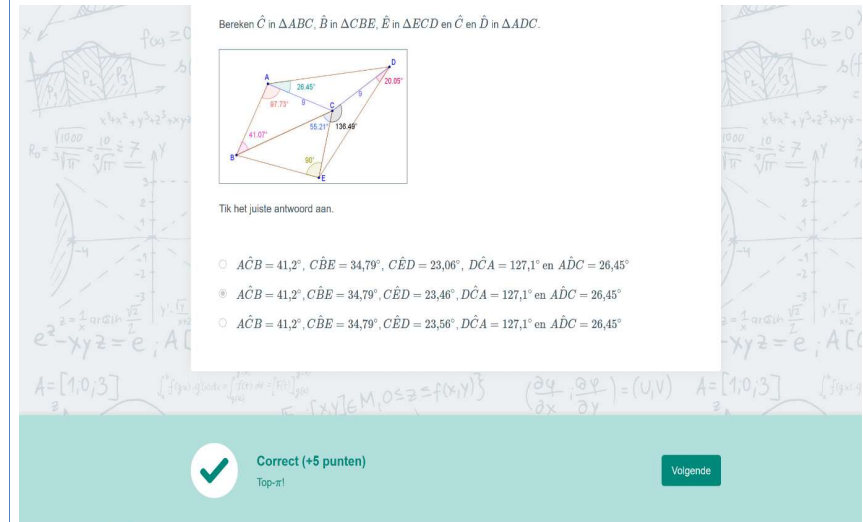 Bereken Ĉ in ΔABC, B̂ in ΔCBE, Ê in ΔECD en Ĉ en D̂ in ΔADC.
D
A
26.45°
20.05°
9
9
97.73°
C
55.21° 136.49°
41.07°
B
90°
E
Tik het juiste antwoord aan.
AĈB = 41,2°, CB̂E = 34,79°, CÊD = 23,06°, DĈA = 127,1° en AD̂C = 26,45°
AĈB = 41,2°, CB̂E = 34,79°, CÊD = 23,46°, DĈA = 127,1° en AD̂C = 26,45°
AĈB = 41,2°, CB̂E = 34,79°, CÊD = 23,56°, DĈA = 127,1° en AD̂C = 26,45°
A=[1;0;3]
Correct (+5 punten)
Top-π!
Volgende